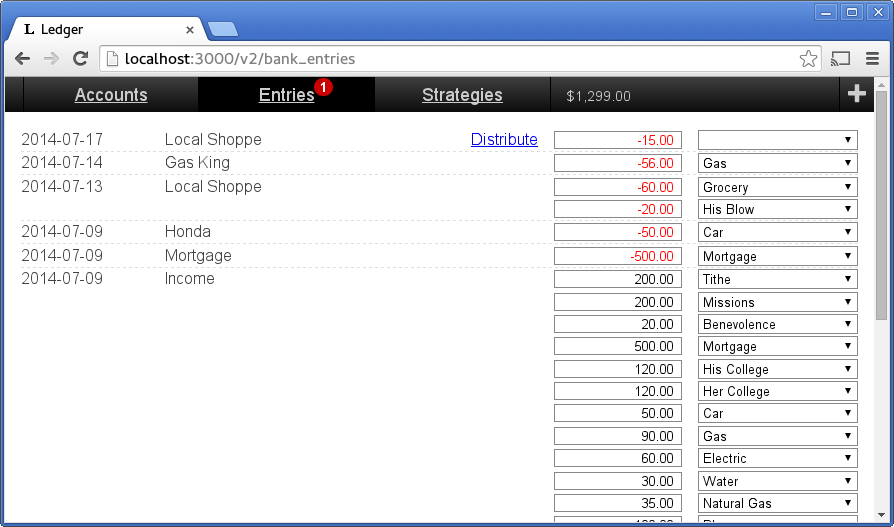 L Ledger
localhost:3000/v2/bank_entries
Accounts Entries 1 Strategies $1,299.00
2014-07-17 Local Shoppe Distribute -15.00
2014-07-14 Gas King -56.00 Gas
2014-07-13 Local Shoppe -60.00 Grocery
-20.00 His Blow
2014-07-09 Honda -50.00 Car
2014-07-09 Mortgage -500.00 Mortgage
2014-07-09 Income 200.00 Tithe
200.00 Missions
20.00 Benevolence
500.00 Mortgage
120.00 His College
120.00 Her College
50.00 Car
90.00 Gas
60.00 Electric
30.00 Water
35.00 Natural Gas